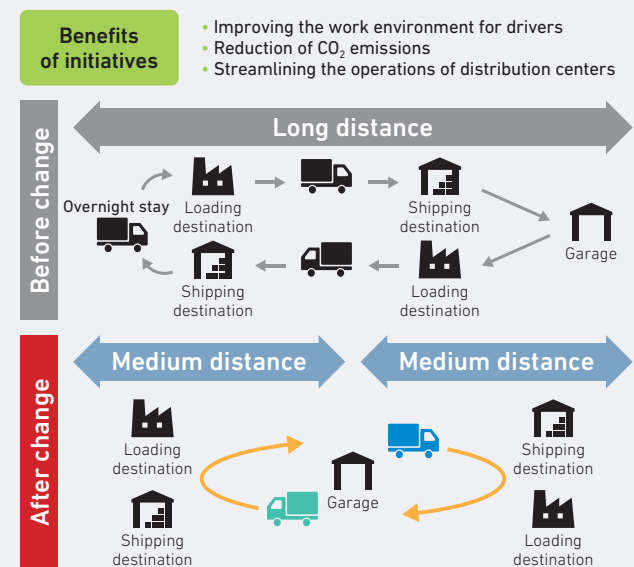 Benefits
of initiatives
• Improving the work environment for drivers
• Reduction of CO₂ emissions
• Streamlining the operations of distribution centers
Before change
Long distance
Overnight stay
Loading
destination
Shipping
destination
Garage
Shipping
destination
Loading
destination
After change
Medium distance
Medium distance
Loading
destination
Shipping
destination
Garage
Shipping
destination
Loading
destination